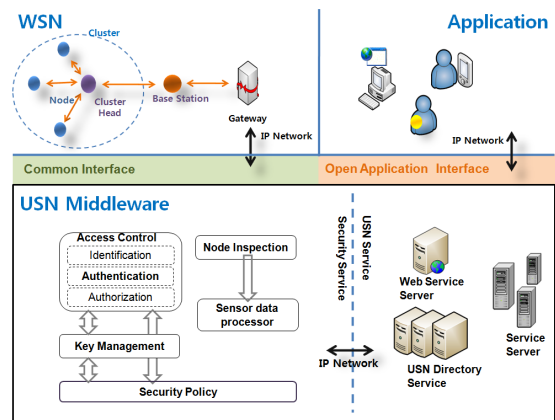 WSN
Application
Cluster
Node
Cluster
Head
Base Station
Gateway
IP Network
IP Network
Common Interface
Open Application Interface
USN Middleware
Access Control
Identification
Authentication
Authorization
Key Management
Security Policy
Node Inspection
Sensor data
processor
Security Service
USN Service
IP Network
Web Service
Server
USN Directory
Service
Service
Server